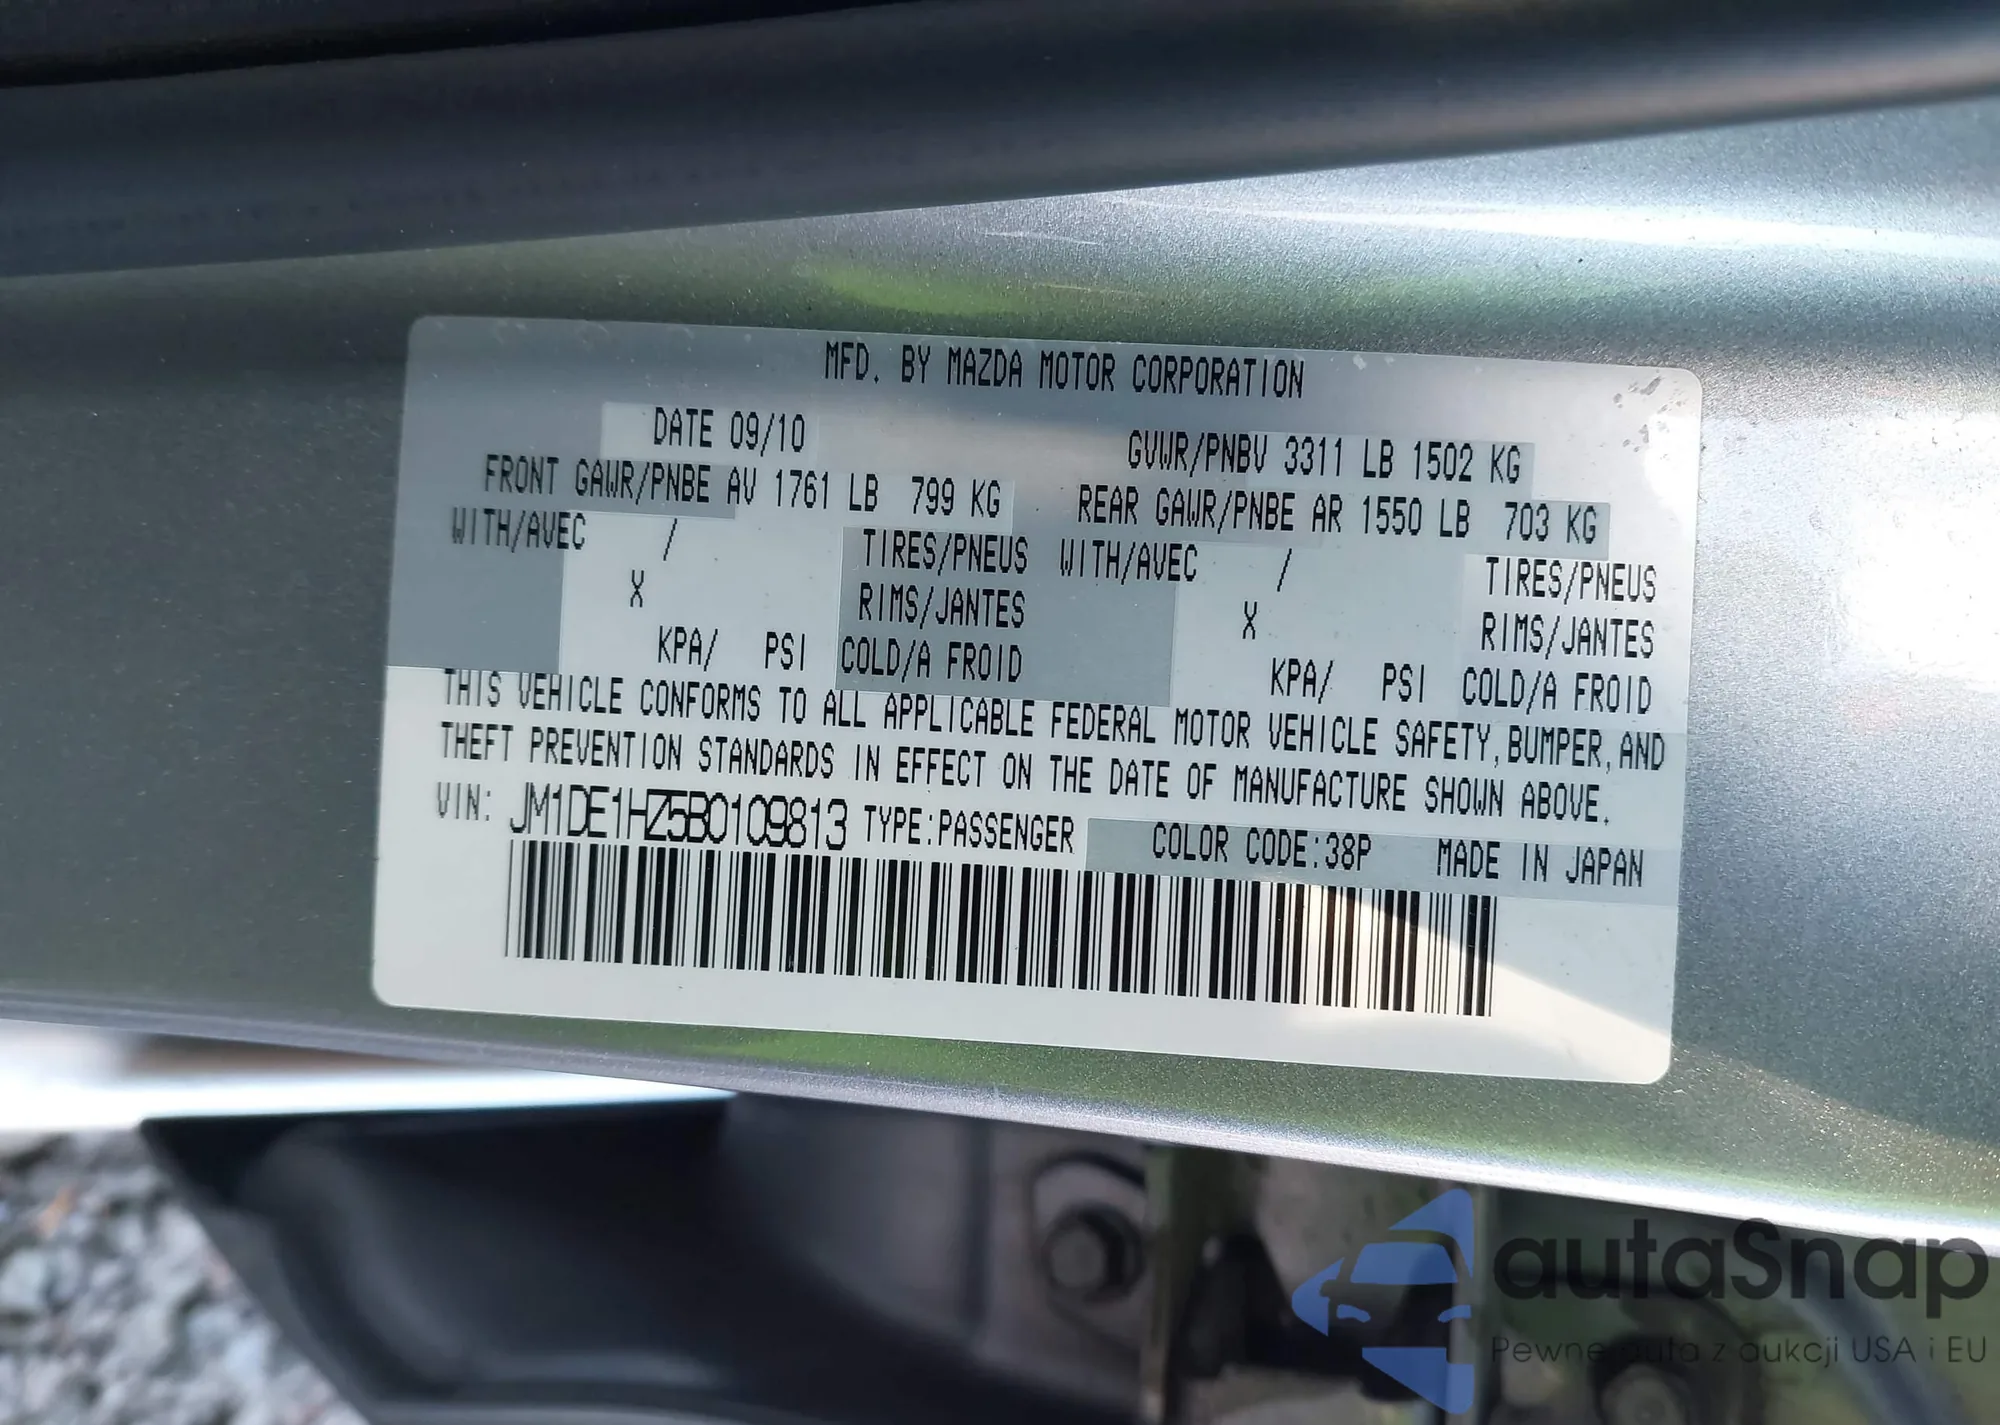 MFD. BY MAZDA MOTOR CORPORATION
DATE 09/10 GVWR/PNBV 3311 LB 1502 KG
FRONT GAWR/PNBE AV 1761 LB 799 KG REAR GAWR/PNBE AR 1550 LB 703 KG
WITH/AVEC / TIRES/PNEUS WITH/AVEC / TIRES/PNEUS
X RIMS/JANTES X RIMS/JANTES
KPA/ PSI COLD/A FROID KPA/ PSI COLD/A FROID
THIS VEHICLE CONFORMS TO ALL APPLICABLE FEDERAL MOTOR VEHICLE SAFETY, BUMPER, AND
THEFT PREVENTION STANDARDS IN EFFECT ON THE DATE OF MANUFACTURE SHOWN ABOVE.
VIN: JM1DE1HZ5B0109813 TYPE:PASSENGER COLOR CODE:38P MADE IN JAPAN
autaSnap
Pewne auta z aukcji USA i EU